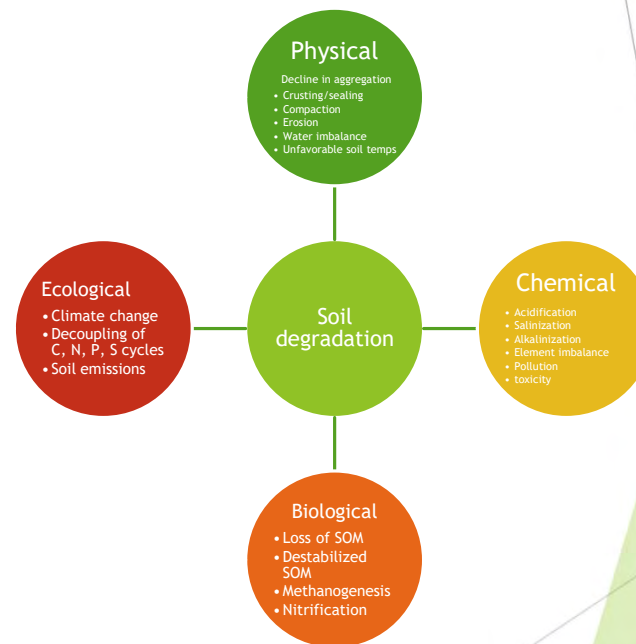 Physical
Decline in aggregation
• Crusting/sealing
• Compaction
• Erosion
• Water imbalance
• Unfavorable soil temps
Ecological
• Climate change
• Decoupling of
C, N, P, S cycles
• Soil emissions
Soil
degradation
Chemical
• Acidification
• Salinization
• Alkalinization
• Element imbalance
• Pollution
• toxicity
Biological
• Loss of SOM
• Destabilized
SOM
• Methanogenesis
• Nitrification